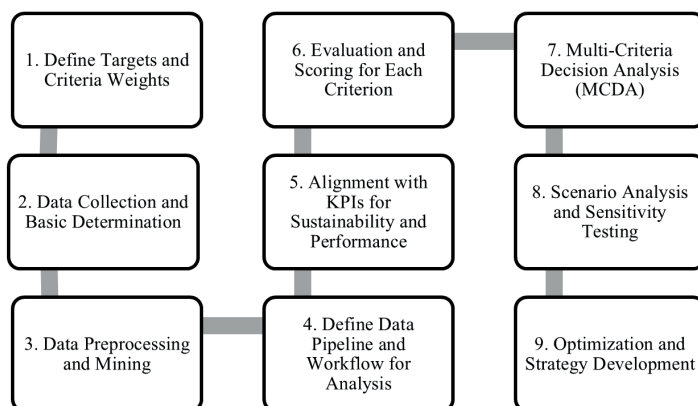 1. Define Targets and
Criteria Weights
2. Data Collection and
Basic Determination
3. Data Preprocessing
and Mining
4. Define Data
Pipeline and
Workflow for
Analysis
5. Alignment with
KPIs for
Sustainability and
Performance
6. Evaluation and
Scoring for Each
Criterion
7. Multi-Criteria
Decision Analysis
(MCDA)
8. Scenario Analysis
and Sensitivity
Testing
9. Optimization and
Strategy Development